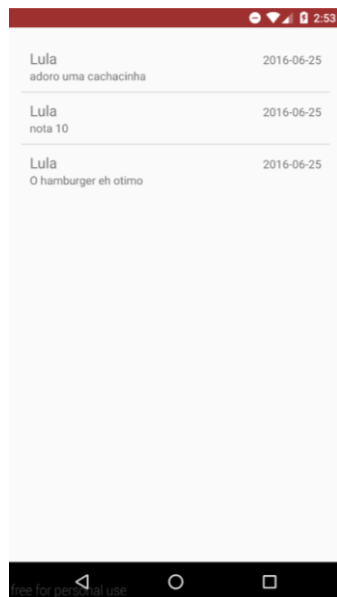 2:53
Lula 2016-06-25
adoro uma cachacinha
Lula 2016-06-25
nota 10
Lula 2016-06-25
O hamburger eh otimo
free for personal use